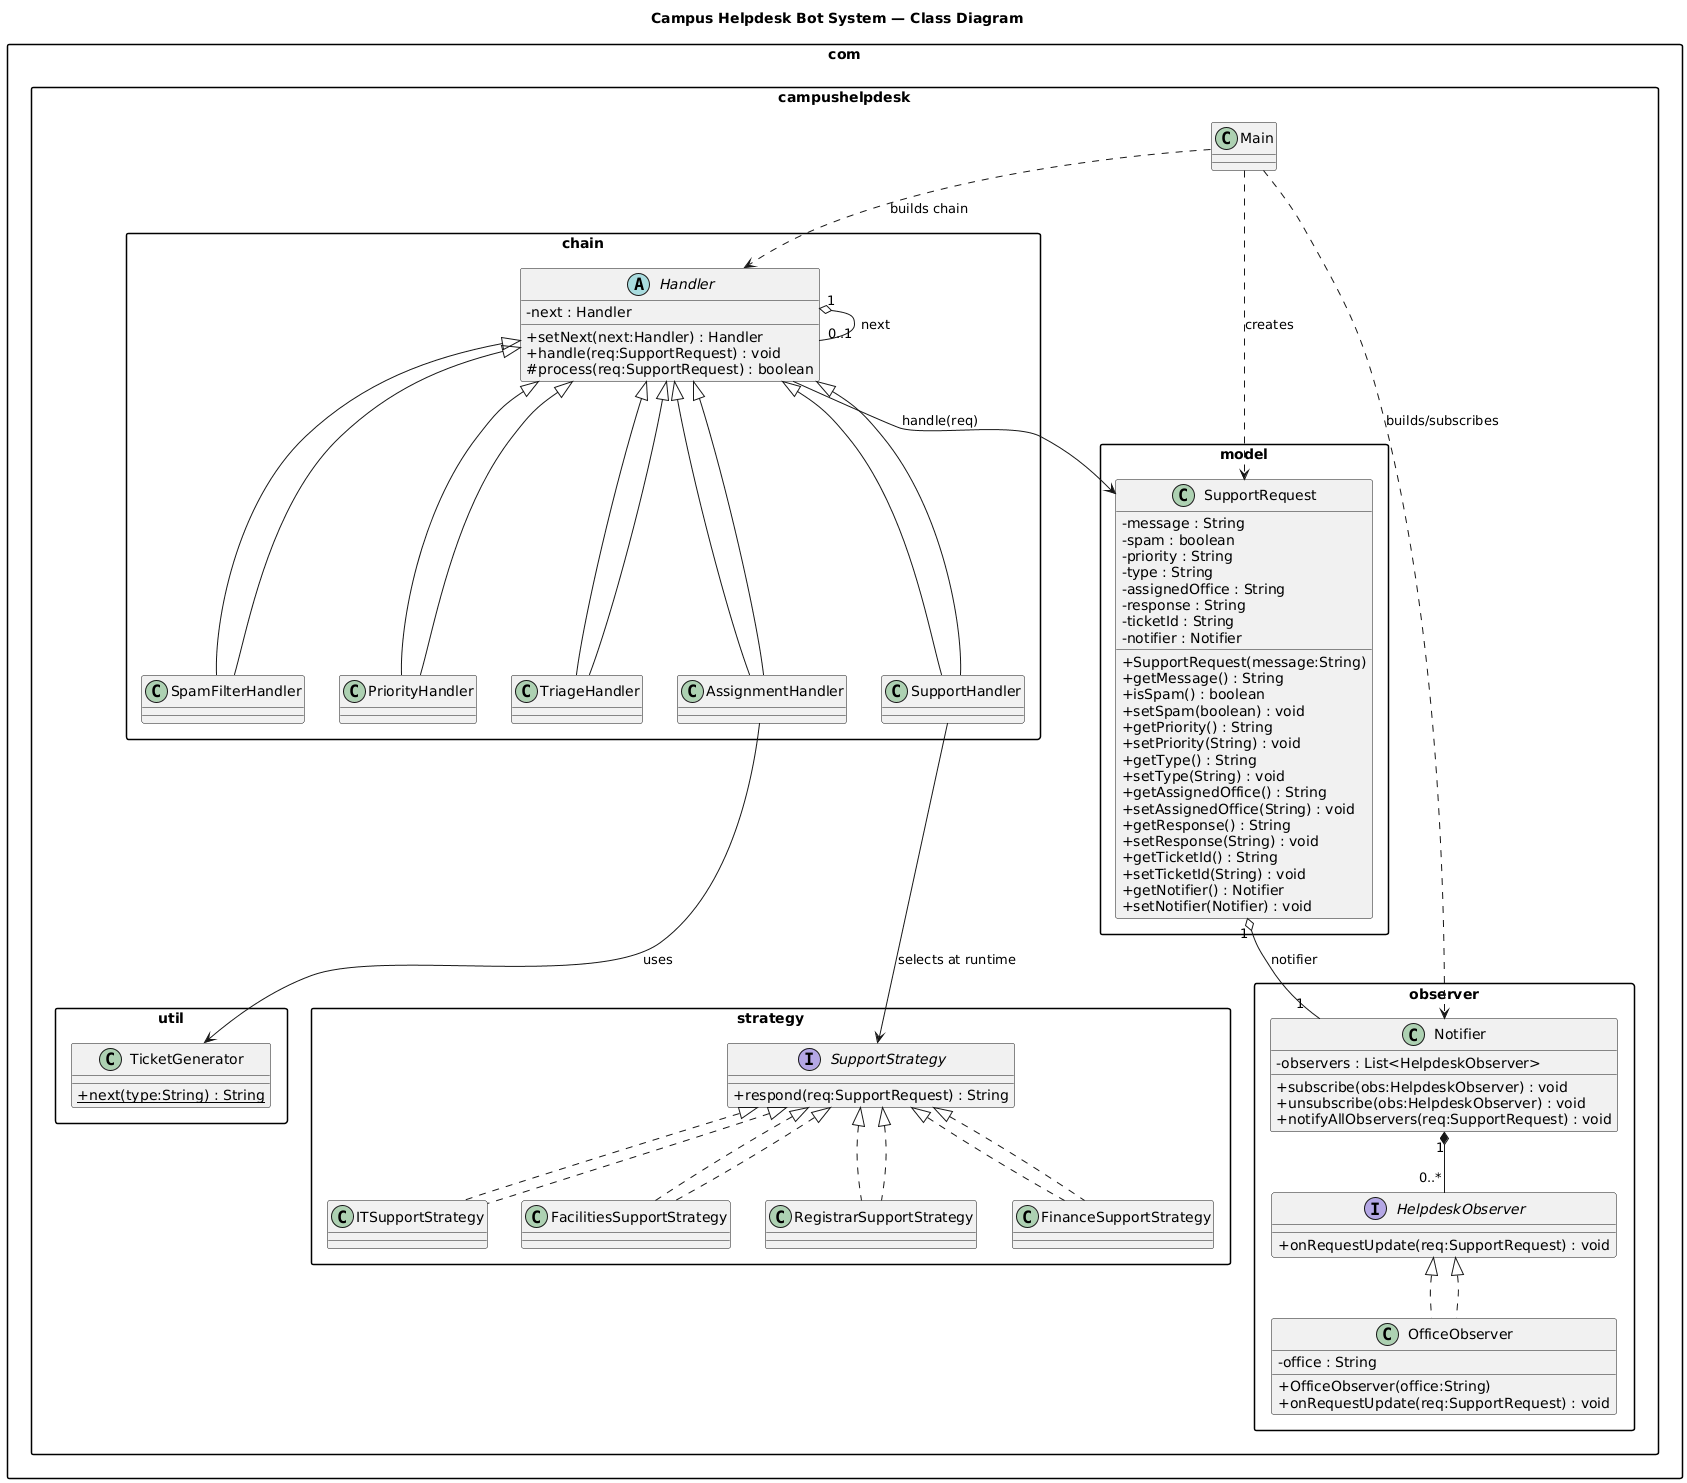 Campus Helpdesk Bot System — Class Diagram
com
campushelpdesk
C Main
builds chain
chain
A Handler
-next : Handler
+setNext(next:Handler) : Handler
+handle(req:SupportRequest) : void
#process(req:SupportRequest) : boolean
1
0..1
next
creates
builds/subscribes
handle(req)
model
C SupportRequest
-message : String
-spam : boolean
-priority : String
-type : String
-assignedOffice : String
-response : String
-ticketId : String
-notifier : Notifier
+SupportRequest(message:String)
+getMessage() : String
+isSpam() : boolean
+setSpam(boolean) : void
+getPriority() : String
+setPriority(String) : void
+getType() : String
+setType(String) : void
+getAssignedOffice() : String
+setAssignedOffice(String) : void
+getResponse() : String
+setResponse(String) : void
+getTicketId() : String
+setTicketId(String) : void
+getNotifier() : Notifier
+setNotifier(Notifier) : void
C SpamFilterHandler
C PriorityHandler
C TriageHandler
C AssignmentHandler
C SupportHandler
1
uses
selects at runtime
notifier
1
util
C TicketGenerator
+next(type:String) : String
strategy
I SupportStrategy
+respond(req:SupportRequest) : String
C ITSupportStrategy
C FacilitiesSupportStrategy
C RegistrarSupportStrategy
C FinanceSupportStrategy
observer
C Notifier
-observers : List<HelpdeskObserver>
+subscribe(obs:HelpdeskObserver) : void
+unsubscribe(obs:HelpdeskObserver) : void
+notifyAllObservers(req:SupportRequest) : void
1
0..*
I HelpdeskObserver
+onRequestUpdate(req:SupportRequest) : void
C OfficeObserver
-office : String
+OfficeObserver(office:String)
+onRequestUpdate(req:SupportRequest) : void